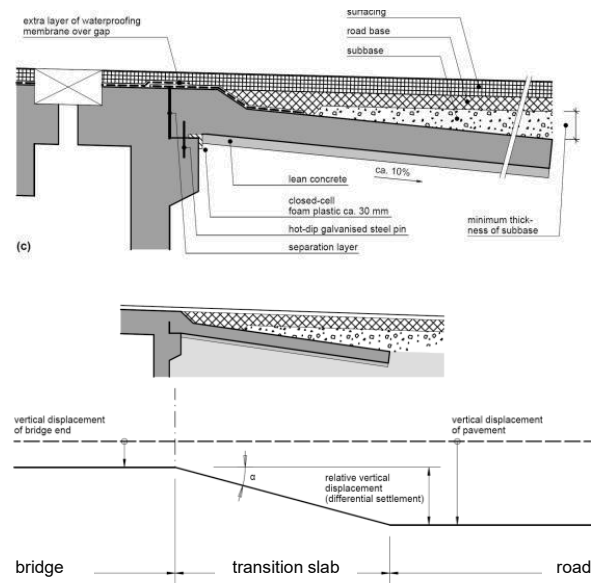 surfacing
extra layer of waterproofing
membrane over gap
road base
subbase
lean concrete
ca. 10%
closed-cell
foam plastic ca. 30 mm
hot-dip galvanised steel pin
separation layer
minimum thick-
ness of subbase
(c)
vertical displacement
of bridge end
vertical displacement
of pavement
α
relative vertical
displacement
(differential settlement)
bridge
transition slab
road